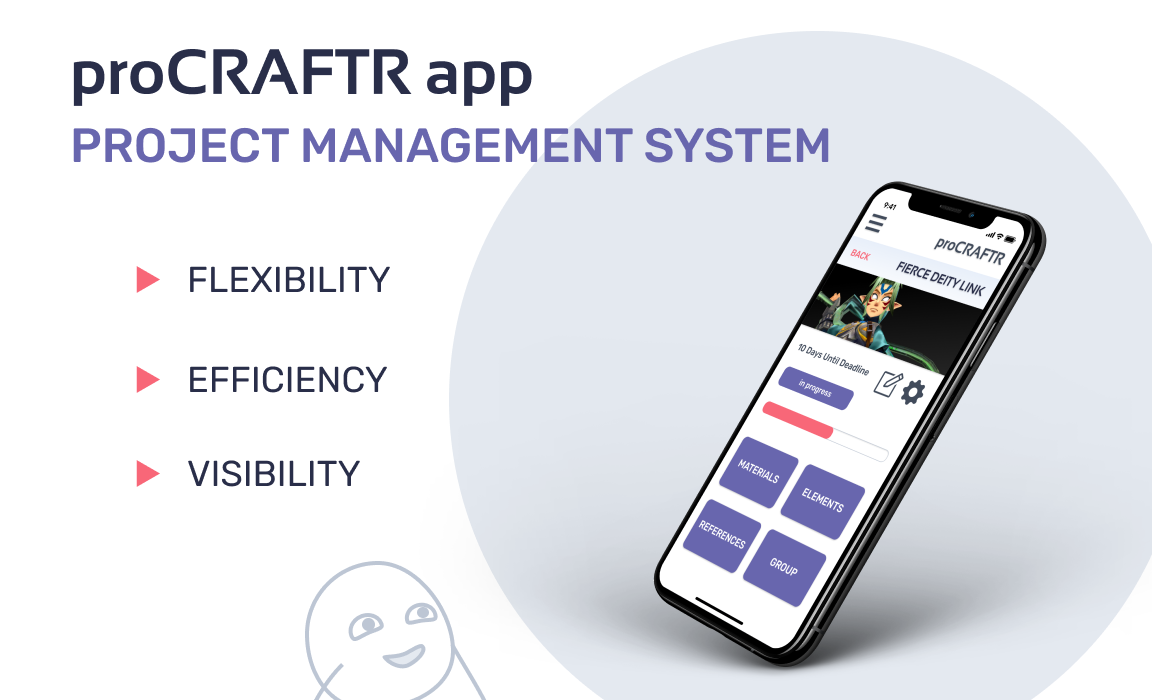 proCRAFTR app
PROJECT MANAGEMENT SYSTEM
FLEXIBILITY
EFFICIENCY
VISIBILITY
9:41
proCRAFTR
BACK
FIERCE DEITY LINK
10 Days Until Deadline
in progress
MATERIALS
ELEMENTS
REFERENCES
GROUP